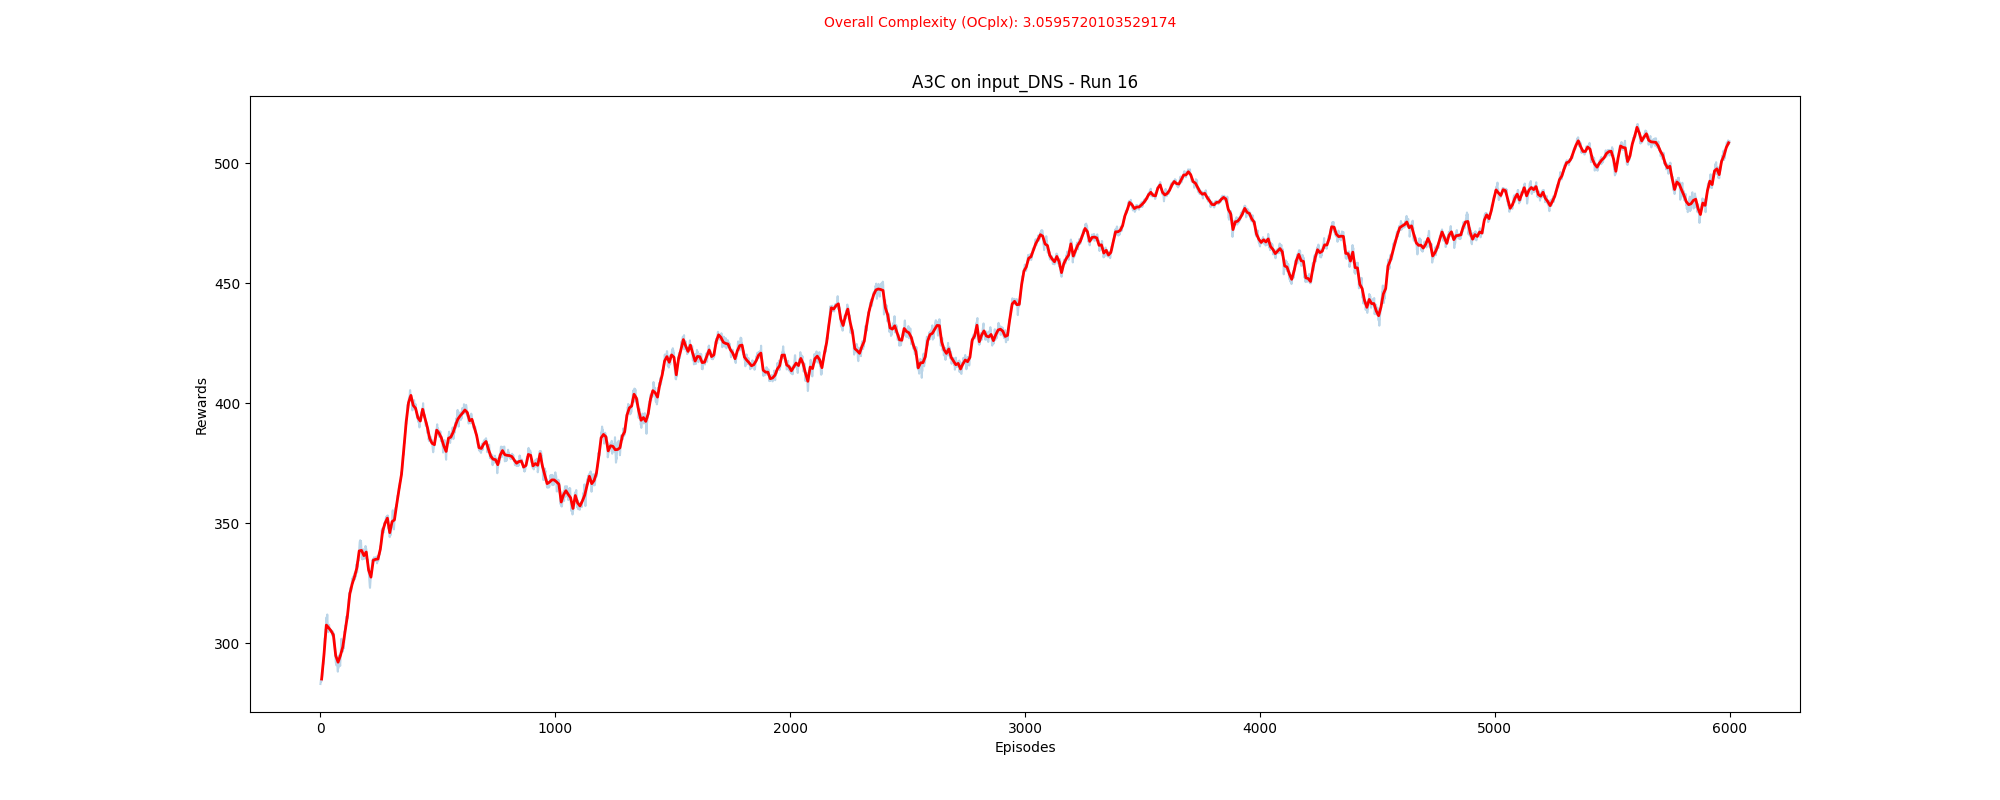 Overall Complexity (OCplx): 3.0595720103529174
A3C on input_DNS - Run 16
500
450
400
350
300
Rewards
0 1000 2000 3000 4000 5000 6000
Episodes